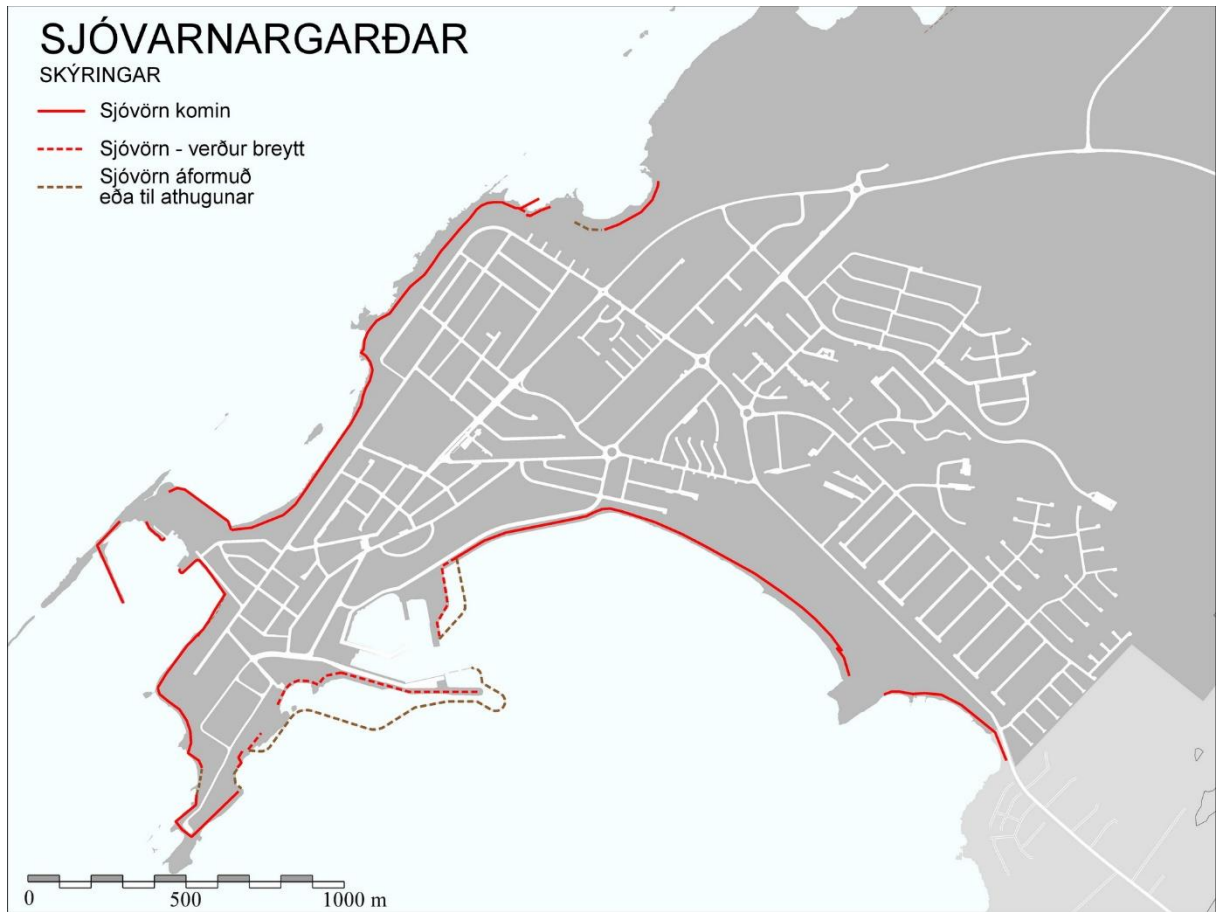 SJÓVARNARGARÐAR
SKÝRINGAR
Sjóvörn komin
Sjóvörn - verður breytt
Sjóvörn áformuð
eða til athugunar
0 500 1000 m